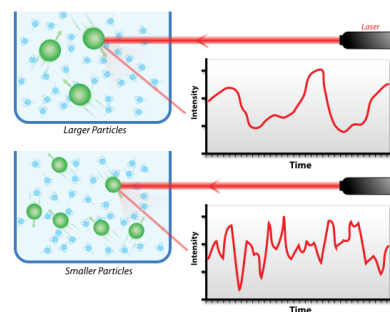 Laser
Intensity
Time
Larger Particles
Intensity
Time
Smaller Particles